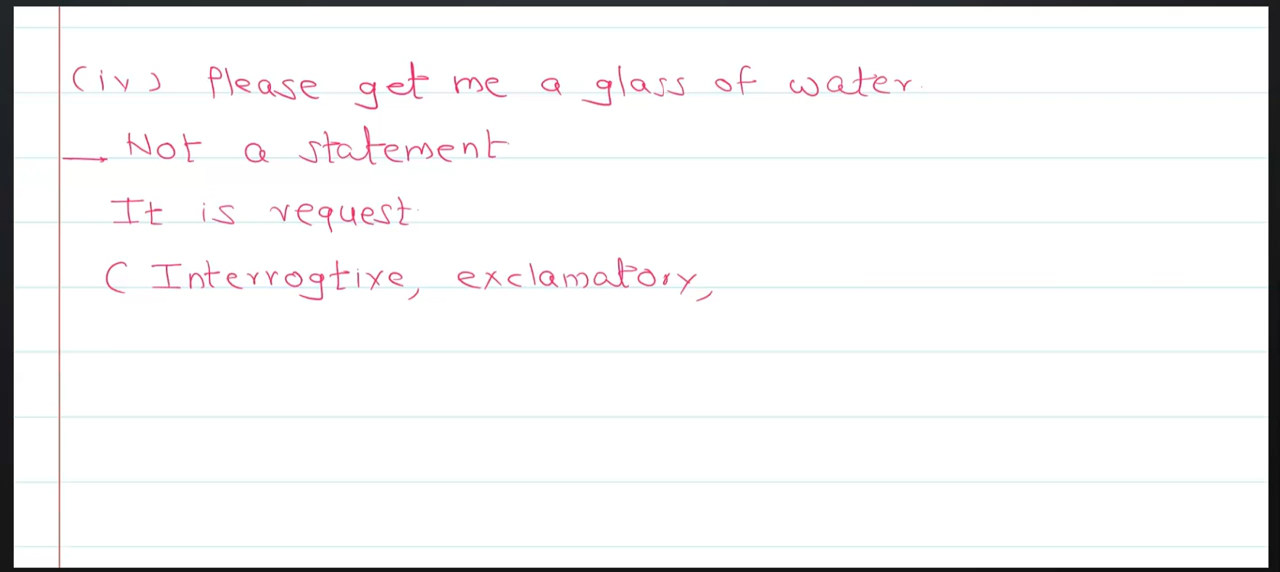 (iv) Please get me a glass of water.
→ Not a statement
It is request.
( Interrogtive, exclamatory,